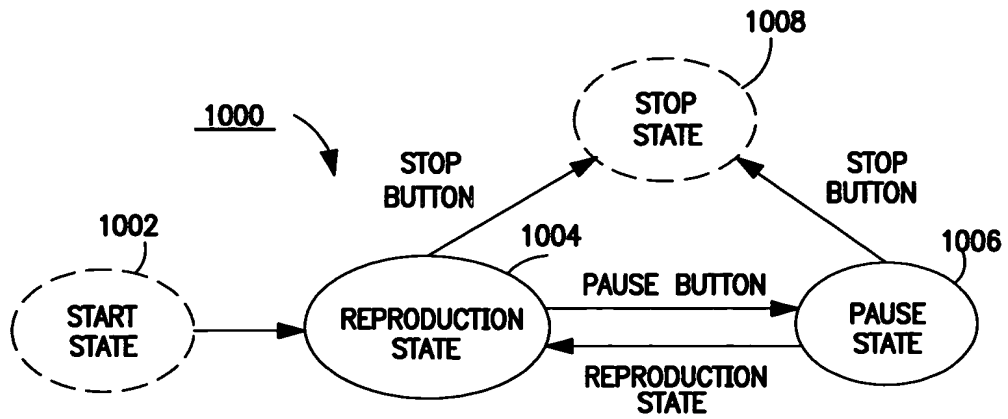 1008
STOP
STATE
1000
STOP
BUTTON
STOP
BUTTON
1002
1004
1006
START
STATE
REPRODUCTION
STATE
PAUSE BUTTON
PAUSE
STATE
REPRODUCTION
STATE